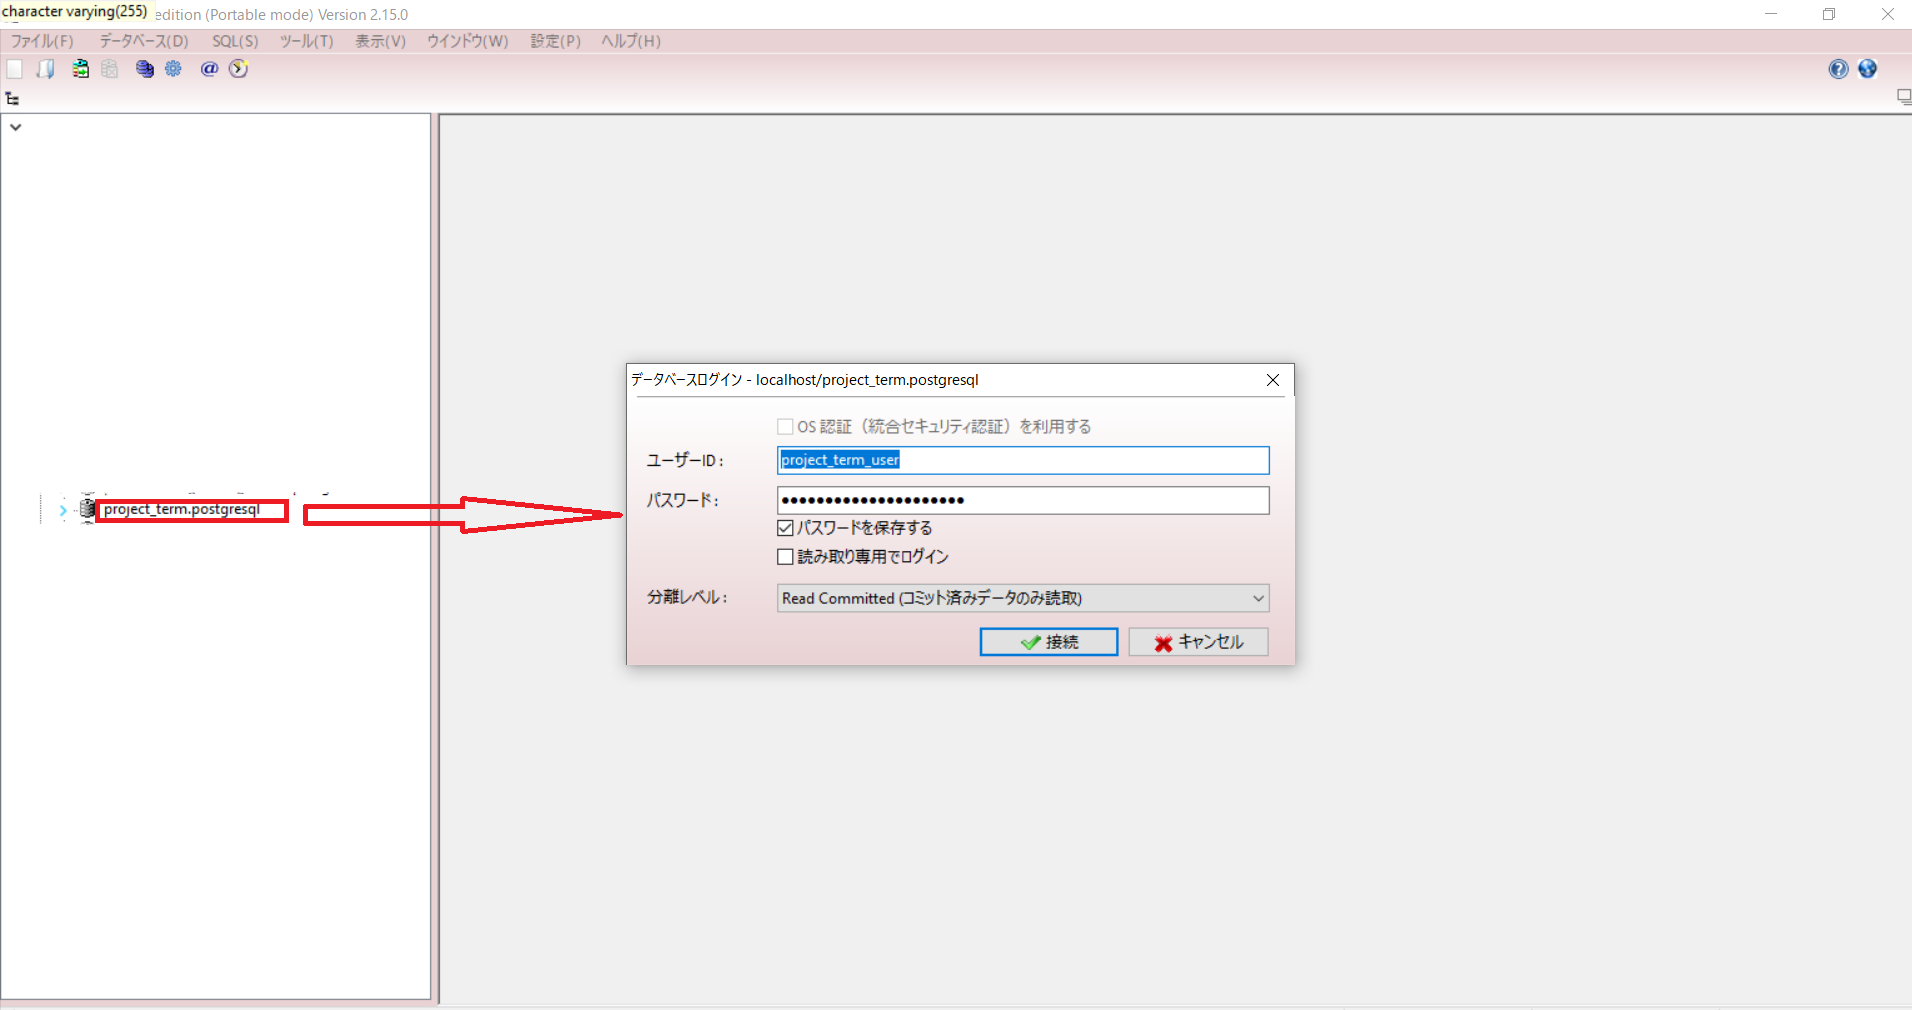 character varying(255)
edition (Portable mode) Version 2.15.0
ファイル(F) データベース(D) SQL(S) ツール(T) 表示(V) ウインドウ(W) 設定(P) ヘルプ(H)
データベースログイン - localhost/project_term.postgresql
OS 認証（統合セキュリティ認証）を利用する
ユーザーID :
project_term_user
project_term.postgresql
パスワード :
●●●●●●●●●●●●●●●●●●●●●
パスワードを保存する
読み取り専用でログイン
分離レベル :
Read Committed (コミット済みデータのみ読取)
接続
キャンセル